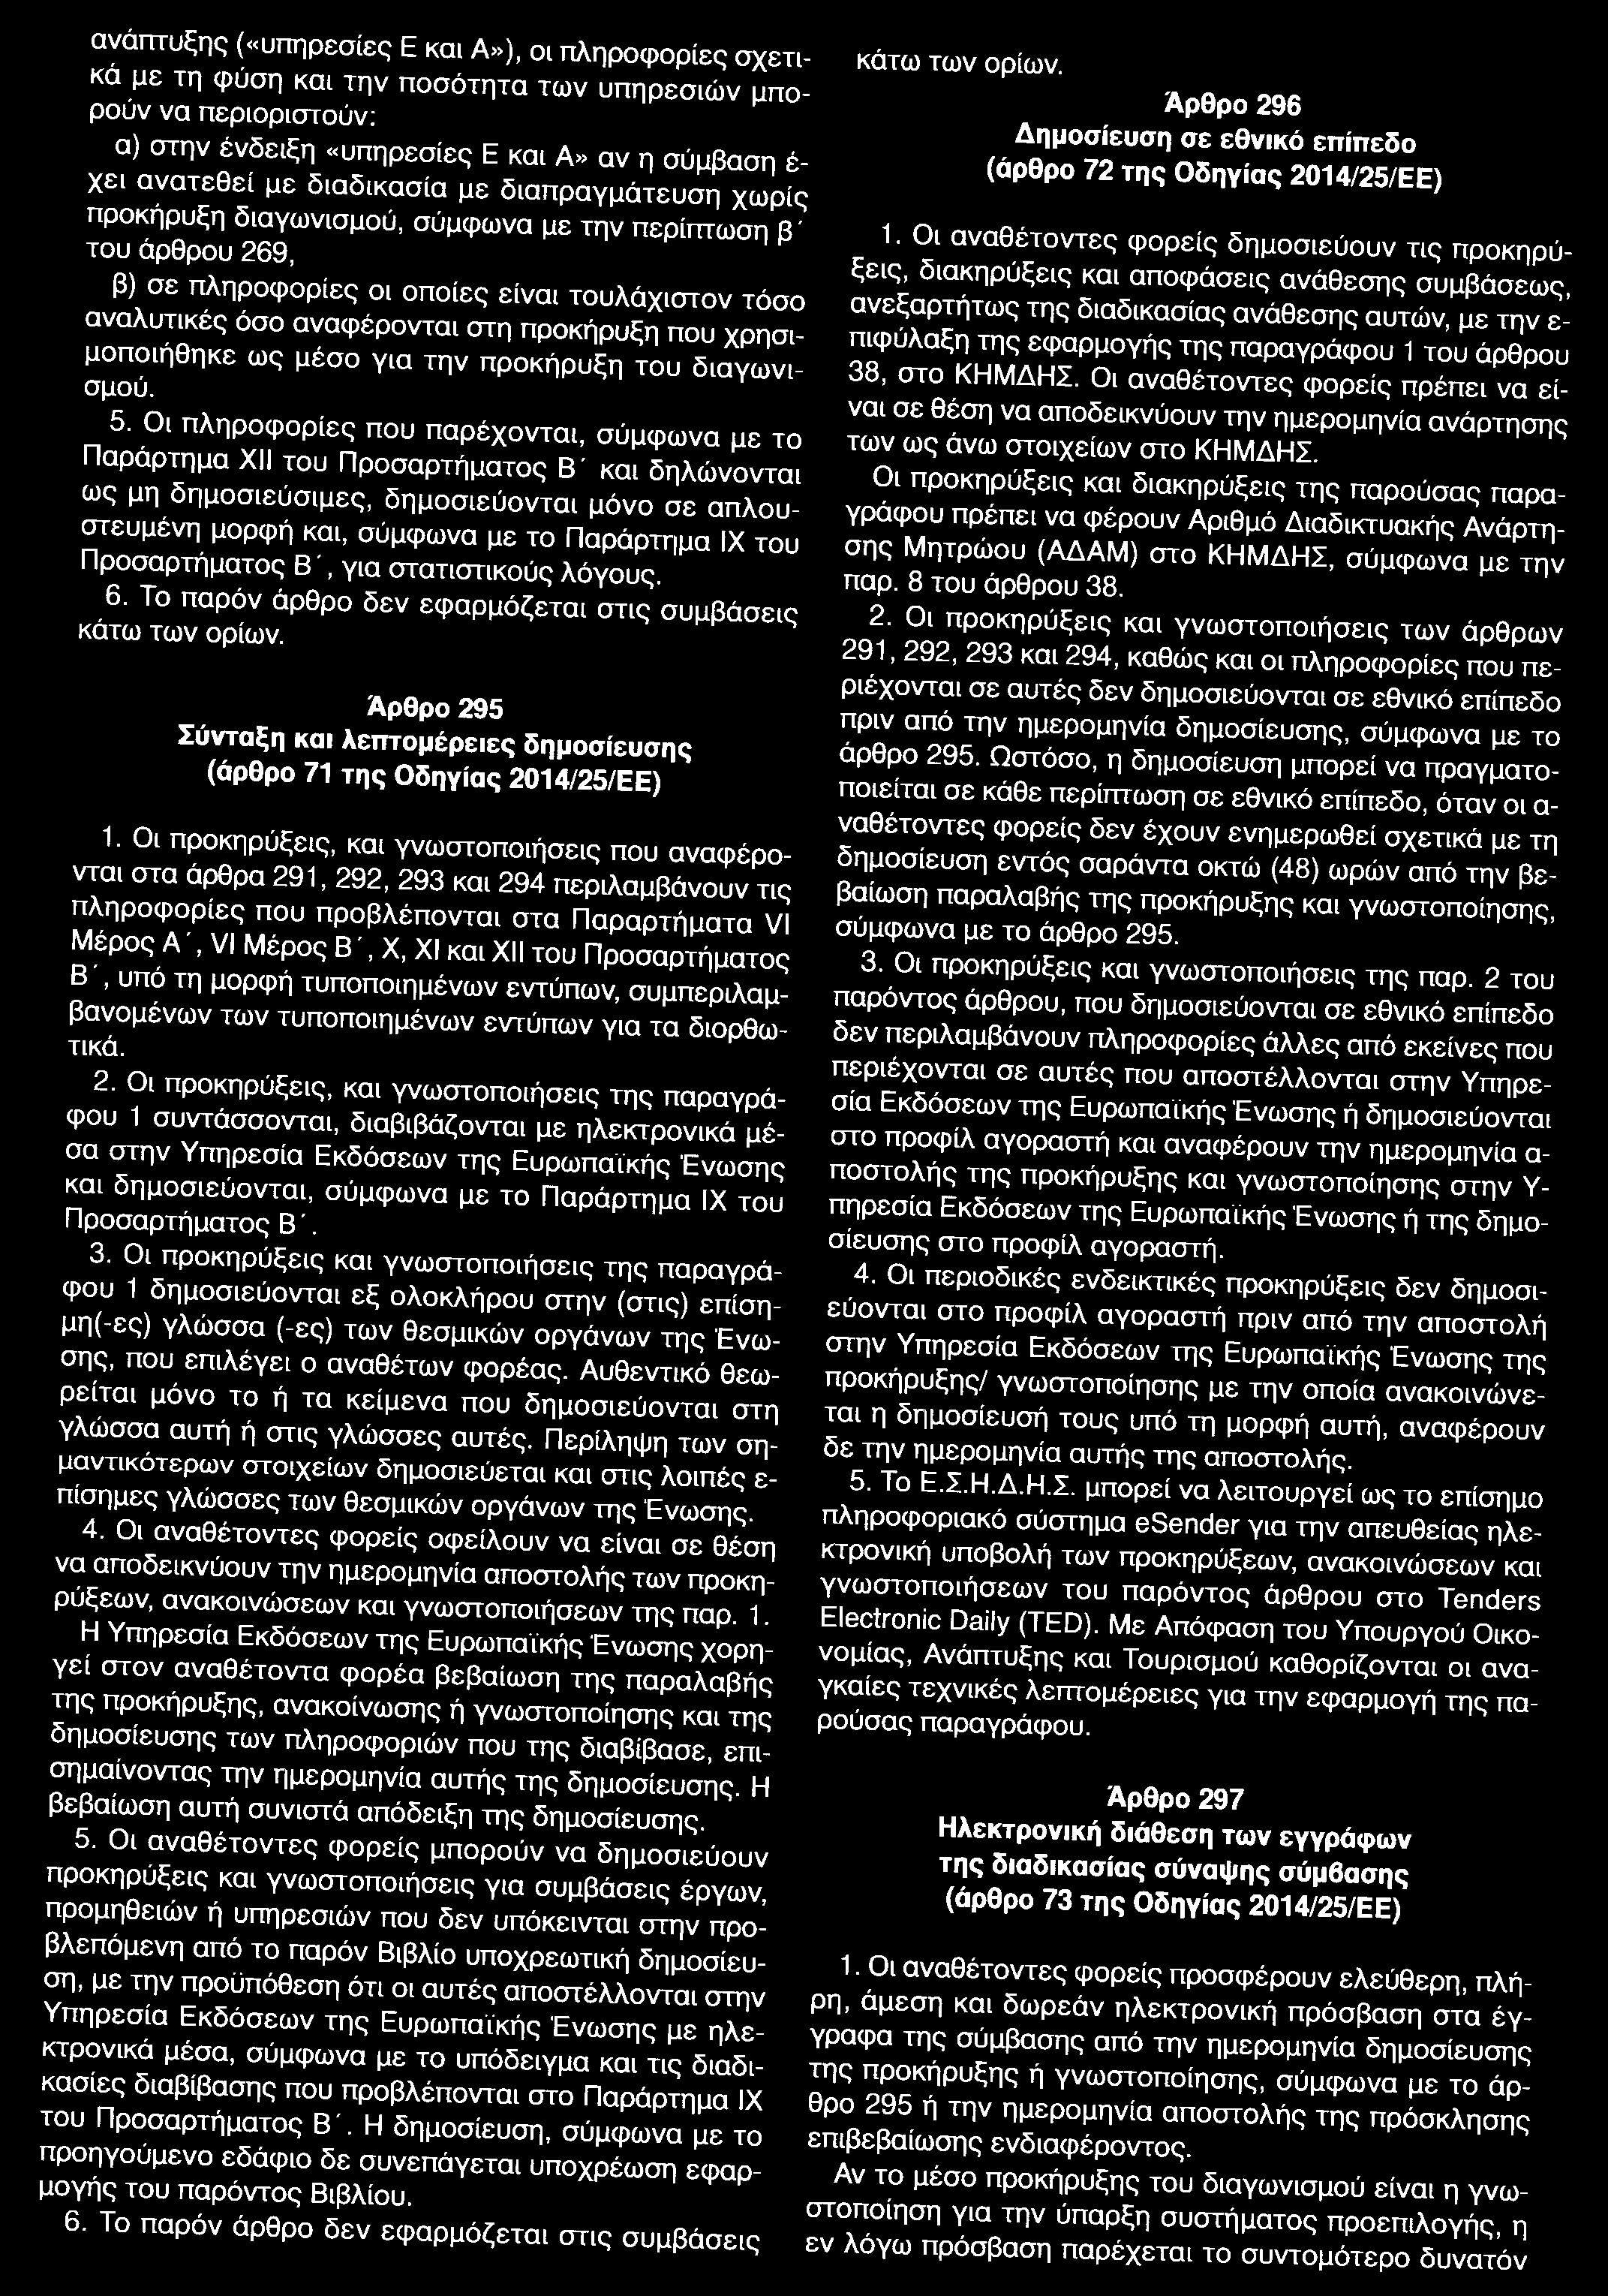 ανάπτυξης («υπηρεσίες Ε και Α»), οι πληροφορίες σχετι-
κά με τη φύση και την ποσότητα των υπηρεσιών μπο-
ρούν να περιοριστούν:
α) στην ένδειξη «υπηρεσίες Ε και Α» αν η σύμβαση έ-
χει ανατεθεί με διαδικασία με διαπραγμάτευση χωρίς
προκήρυξη διαγωνισμού, σύμφωνα με την περίπτωση β΄
του άρθρου 269,
β) σε πληροφορίες οι οποίες είναι τουλάχιστον τόσο
αναλυτικές όσο αναφέρονται στη προκήρυξη που χρησι-
μοποιήθηκε ως μέσο για την προκήρυξη του διαγωνι-
σμού.
5. Οι πληροφορίες που παρέχονται, σύμφωνα με το
Παράρτημα XII του Προσαρτήματος Β΄ και δηλώνονται
ως μη δημοσιεύσιμες, δημοσιεύονται μόνο σε απλου-
στευμένη μορφή και, σύμφωνα με το Παράρτημα IX του
Προσαρτήματος Β΄, για στατιστικούς λόγους.
6. Το παρόν άρθρο δεν εφαρμόζεται στις συμβάσεις
κάτω των ορίων.
Άρθρο 295
Σύνταξη και λεπτομέρειες δημοσίευσης
(άρθρο 71 της Οδηγίας 2014/25/ΕΕ)
1. Οι προκηρύξεις, και γνωστοποιήσεις που αναφέρο-
νται στα άρθρα 291, 292, 293 και 294 περιλαμβάνουν τις
πληροφορίες που προβλέπονται στα Παραρτήματα VI
Μέρος Α΄, VI Μέρος Β΄, X, XI και XII του Προσαρτήματος
Β΄, υπό τη μορφή τυποποιημένων εντύπων, συμπεριλαμ-
βανομένων των τυποποιημένων εντύπων για τα διορθω-
τικά.
2. Οι προκηρύξεις, και γνωστοποιήσεις της παραγρά-
φου 1 συντάσσονται, διαβιβάζονται με ηλεκτρονικά μέ-
σα στην Υπηρεσία Εκδόσεων της Ευρωπαϊκής Ένωσης
και δημοσιεύονται, σύμφωνα με το Παράρτημα IX του
Προσαρτήματος Β΄.
3. Οι προκηρύξεις και γνωστοποιήσεις της παραγρά-
φου 1 δημοσιεύονται εξ ολοκλήρου στην (στις) επίση-
μη(-ες) γλώσσα (-ες) των θεσμικών οργάνων της Ένω-
σης, που επιλέγει ο αναθέτων φορέας. Αυθεντικό θεω-
ρείται μόνο το ή τα κείμενα που δημοσιεύονται στη
γλώσσα αυτή ή στις γλώσσες αυτές. Περίληψη των ση-
μαντικότερων στοιχείων δημοσιεύεται και στις λοιπές ε-
πίσημες γλώσσες των θεσμικών οργάνων της Ένωσης.
4. Οι αναθέτοντες φορείς οφείλουν να είναι σε θέση
να αποδεικνύουν την ημερομηνία αποστολής των προκη-
ρύξεων, ανακοινώσεων και γνωστοποιήσεων της παρ. 1.
Η Υπηρεσία Εκδόσεων της Ευρωπαϊκής Ένωσης χορη-
γεί στον αναθέτοντα φορέα βεβαίωση της παραλαβής
της προκήρυξης, ανακοίνωσης ή γνωστοποίησης και της
δημοσίευσης των πληροφοριών που της διαβίβασε, επι-
σημαίνοντας την ημερομηνία αυτής της δημοσίευσης. Η
βεβαίωση αυτή συνιστά απόδειξη της δημοσίευσης.
5. Οι αναθέτοντες φορείς μπορούν να δημοσιεύουν
προκηρύξεις και γνωστοποιήσεις για συμβάσεις έργων,
προμηθειών ή υπηρεσιών που δεν υπόκεινται στην προ-
βλεπόμενη από το παρόν Βιβλίο υποχρεωτική δημοσίευ-
ση, με την προϋπόθεση ότι οι αυτές αποστέλλονται στην
Υπηρεσία Εκδόσεων της Ευρωπαϊκής Ένωσης με ηλε-
κτρονικά μέσα, σύμφωνα με το υπόδειγμα και τις διαδι-
κασίες διαβίβασης που προβλέπονται στο Παράρτημα IX
του Προσαρτήματος Β΄. Η δημοσίευση, σύμφωνα με το
προηγούμενο εδάφιο δε συνεπάγεται υποχρέωση εφαρ-
μογής του παρόντος Βιβλίου.
6. Το παρόν άρθρο δεν εφαρμόζεται στις συμβάσεις
κάτω των ορίων.
Άρθρο 296
Δημοσίευση σε εθνικό επίπεδο
(άρθρο 72 της Οδηγίας 2014/25/ΕΕ)
1. Οι αναθέτοντες φορείς δημοσιεύουν τις προκηρύ-
ξεις, διακηρύξεις και αποφάσεις ανάθεσης συμβάσεως,
ανεξαρτήτως της διαδικασίας ανάθεσης αυτών, με την ε-
πιφύλαξη της εφαρμογής της παραγράφου 1 του άρθρου
38, στο ΚΗΜΔΗΣ. Οι αναθέτοντες φορείς πρέπει να εί-
ναι σε θέση να αποδεικνύουν την ημερομηνία ανάρτησης
των ως άνω στοιχείων στο ΚΗΜΔΗΣ.
Οι προκηρύξεις και διακηρύξεις της παρούσας παρα-
γράφου πρέπει να φέρουν Αριθμό Διαδικτυακής Ανάρτη-
σης Μητρώου (ΑΔΑΜ) στο ΚΗΜΔΗΣ, σύμφωνα με την
παρ. 8 του άρθρου 38.
2. Οι προκηρύξεις και γνωστοποιήσεις των άρθρων
291, 292, 293 και 294, καθώς και οι πληροφορίες που πε-
ριέχονται σε αυτές δεν δημοσιεύονται σε εθνικό επίπεδο
πριν από την ημερομηνία δημοσίευσης, σύμφωνα με το
άρθρο 295. Ωστόσο, η δημοσίευση μπορεί να πραγματο-
ποιείται σε κάθε περίπτωση σε εθνικό επίπεδο, όταν οι α-
ναθέτοντες φορείς δεν έχουν ενημερωθεί σχετικά με τη
δημοσίευση εντός σαράντα οκτώ (48) ωρών από την βε-
βαίωση παραλαβής της προκήρυξης και γνωστοποίησης,
σύμφωνα με το άρθρο 295.
3. Οι προκηρύξεις και γνωστοποιήσεις της παρ. 2 του
παρόντος άρθρου, που δημοσιεύονται σε εθνικό επίπεδο
δεν περιλαμβάνουν πληροφορίες άλλες από εκείνες που
περιέχονται σε αυτές που αποστέλλονται στην Υπηρε-
σία Εκδόσεων της Ευρωπαϊκής Ένωσης ή δημοσιεύονται
στο προφίλ αγοραστή και αναφέρουν την ημερομηνία α-
ποστολής της προκήρυξης και γνωστοποίησης στην Υ-
πηρεσία Εκδόσεων της Ευρωπαϊκής Ένωσης ή της δημο-
σίευσης στο προφίλ αγοραστή.
4. Οι περιοδικές ενδεικτικές προκηρύξεις δεν δημοσι-
εύονται στο προφίλ αγοραστή πριν από την αποστολή
στην Υπηρεσία Εκδόσεων της Ευρωπαϊκής Ένωσης της
προκήρυξης/ γνωστοποίησης με την οποία ανακοινώνε-
ται η δημοσίευσή τους υπό τη μορφή αυτή, αναφέρουν
δε την ημερομηνία αυτής της αποστολής.
5. Το Ε.Σ.Η.Δ.Η.Σ. μπορεί να λειτουργεί ως το επίσημο
πληροφοριακό σύστημα eSender για την απευθείας ηλε-
κτρονική υποβολή των προκηρύξεων, ανακοινώσεων και
γνωστοποιήσεων του παρόντος άρθρου στο Tenders
Electronic Daily (TED). Με Απόφαση του Υπουργού Οικο-
νομίας, Ανάπτυξης και Τουρισμού καθορίζονται οι ανα-
γκαίες τεχνικές λεπτομέρειες για την εφαρμογή της πα-
ρούσας παραγράφου.
Άρθρο 297
Ηλεκτρονική διάθεση των εγγράφων
της διαδικασίας σύναψης σύμβασης
(άρθρο 73 της Οδηγίας 2014/25/ΕΕ)
1. Οι αναθέτοντες φορείς προσφέρουν ελεύθερη, πλή-
ρη, άμεση και δωρεάν ηλεκτρονική πρόσβαση στα έγ-
γραφα της σύμβασης από την ημερομηνία δημοσίευσης
της προκήρυξης ή γνωστοποίησης, σύμφωνα με το άρ-
θρο 295 ή την ημερομηνία αποστολής της πρόσκλησης
επιβεβαίωσης ενδιαφέροντος.
Αν το μέσο προκήρυξης του διαγωνισμού είναι η γνω-
στοποίηση για την ύπαρξη συστήματος προεπιλογής, η
εν λόγω πρόσβαση παρέχεται το συντομότερο δυνατόν